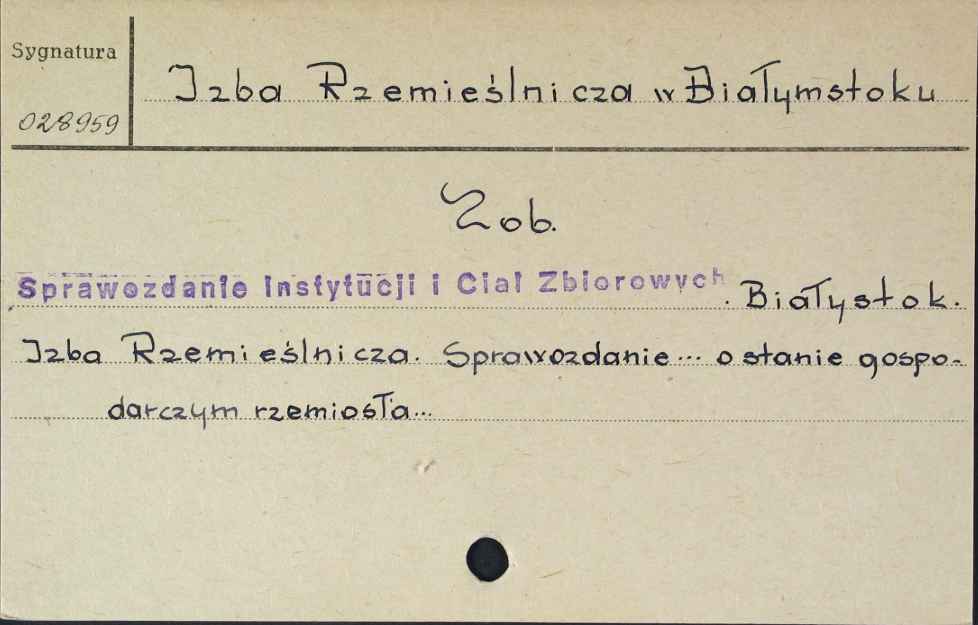 Sygnatura
028959
Izba Rzemieślnicza w Białymstoku
Zob.
Sprawozdanie Instytucji i Ciał Zbiorowych. Białystok.
Izba Rzemieślnicza. Sprawozdanie... o stanie gospo-
darczym rzemiosła...